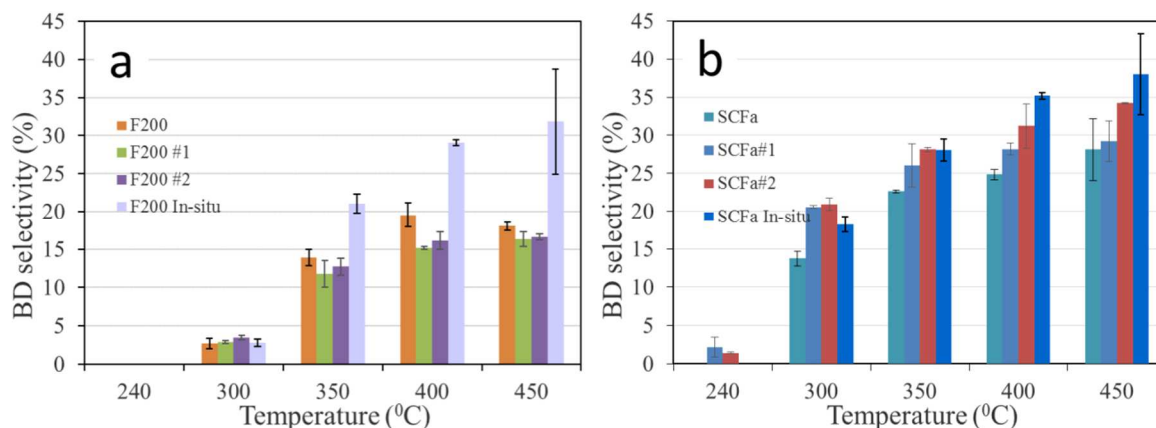 a
BD selectivity (%)
45
40
35
30
25
20
15
10
5
0
F200
F200 #1
F200 #2
F200 In-situ
240 300 350 400 450
Temperature (⁰C)
b
BD selectivity (%)
45
40
35
30
25
20
15
10
5
0
SCFa
SCFa#1
SCFa#2
SCFa In-situ
240 300 350 400 450
Temperature (⁰C)